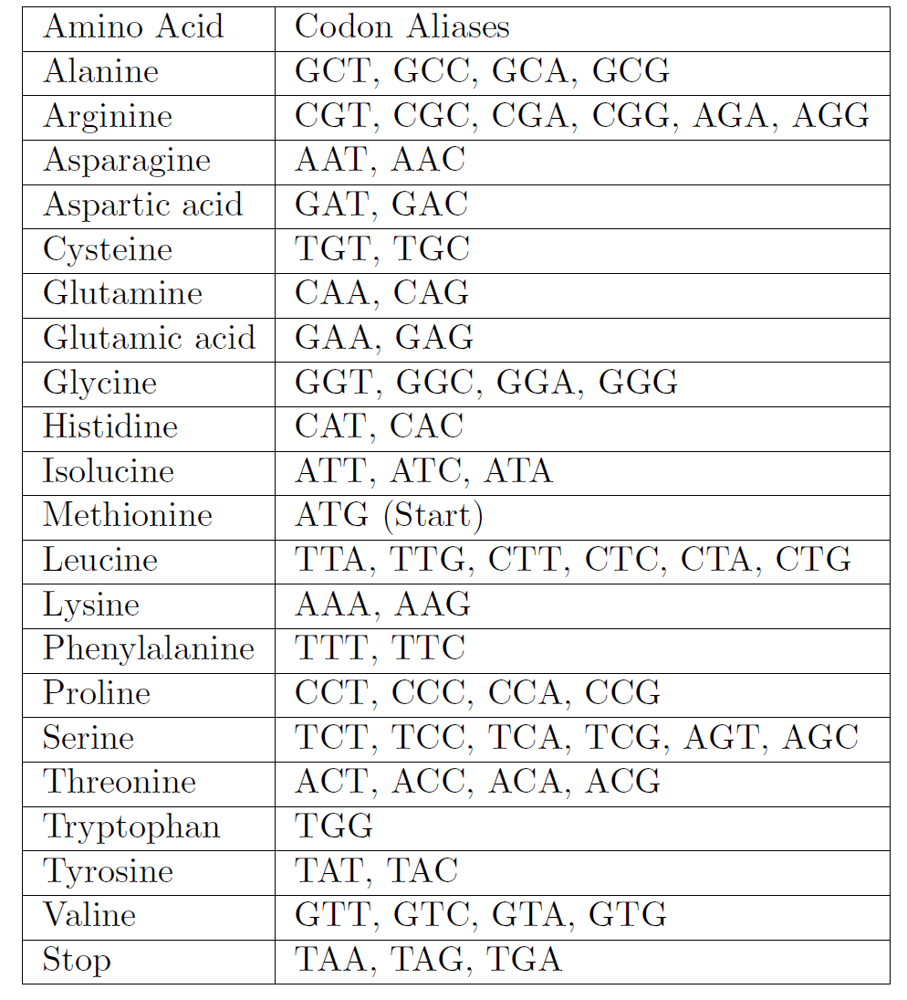 Amino Acid Codon Aliases
Alanine GCT, GCC, GCA, GCG
Arginine CGT, CGC, CGA, CGG, AGA, AGG
Asparagine AAT, AAC
Aspartic acid GAT, GAC
Cysteine TGT, TGC
Glutamine CAA, CAG
Glutamic acid GAA, GAG
Glycine GGT, GGC, GGA, GGG
Histidine CAT, CAC
Isolucine ATT, ATC, ATA
Methionine ATG (Start)
Leucine TTA, TTG, CTT, CTC, CTA, CTG
Lysine AAA, AAG
Phenylalanine TTT, TTC
Proline CCT, CCC, CCA, CCG
Serine TCT, TCC, TCA, TCG, AGT, AGC
Threonine ACT, ACC, ACA, ACG
Tryptophan TGG
Tyrosine TAT, TAC
Valine GTT, GTC, GTA, GTG
Stop TAA, TAG, TGA